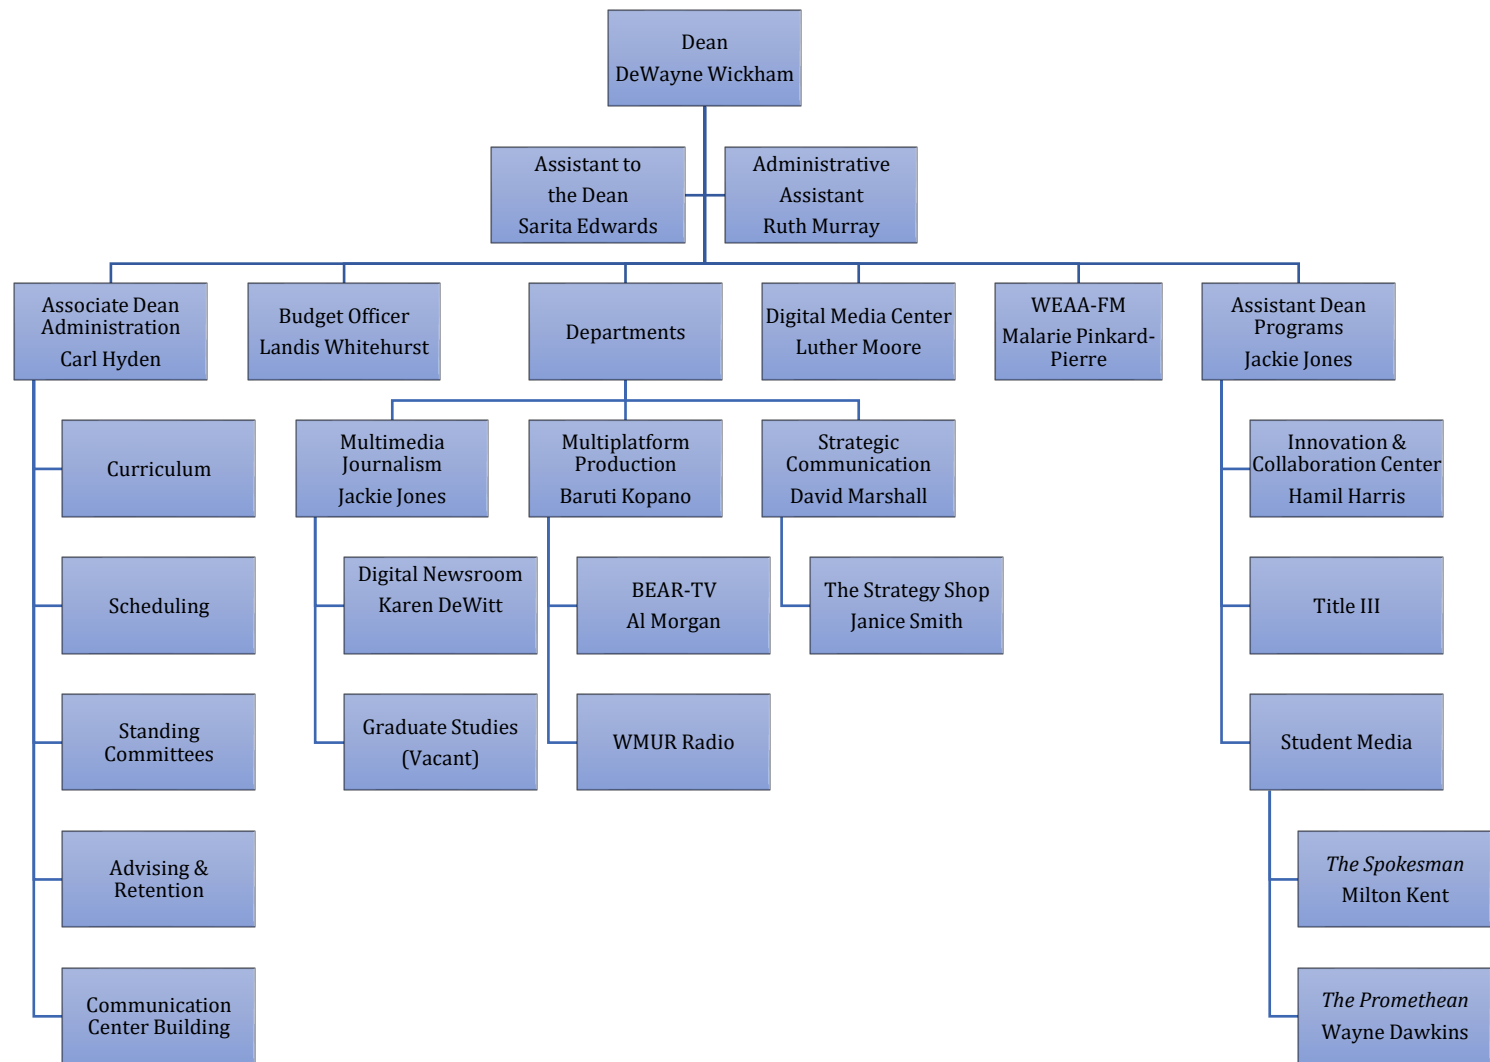 Dean
DeWayne Wickham
Assistant to
the Dean
Sarita Edwards
Administrative
Assistant
Ruth Murray
Associate Dean
Administration
Carl Hyden
Budget Officer
Landis Whitehurst
Departments
Digital Media Center
Luther Moore
WEAA-FM
Malarie Pinkard-
Pierre
Assistant Dean
Programs
Jackie Jones
Curriculum
Scheduling
Standing
Committees
Advising &
Retention
Communication
Center Building
Multimedia
Journalism
Jackie Jones
Digital Newsroom
Karen DeWitt
Graduate Studies
(Vacant)
Multiplatform
Production
Baruti Kopano
BEAR-TV
Al Morgan
WMUR Radio
Strategic
Communication
David Marshall
The Strategy Shop
Janice Smith
Innovation &
Collaboration Center
Hamil Harris
Title III
Student Media
The Spokesman
Milton Kent
The Promethean
Wayne Dawkins